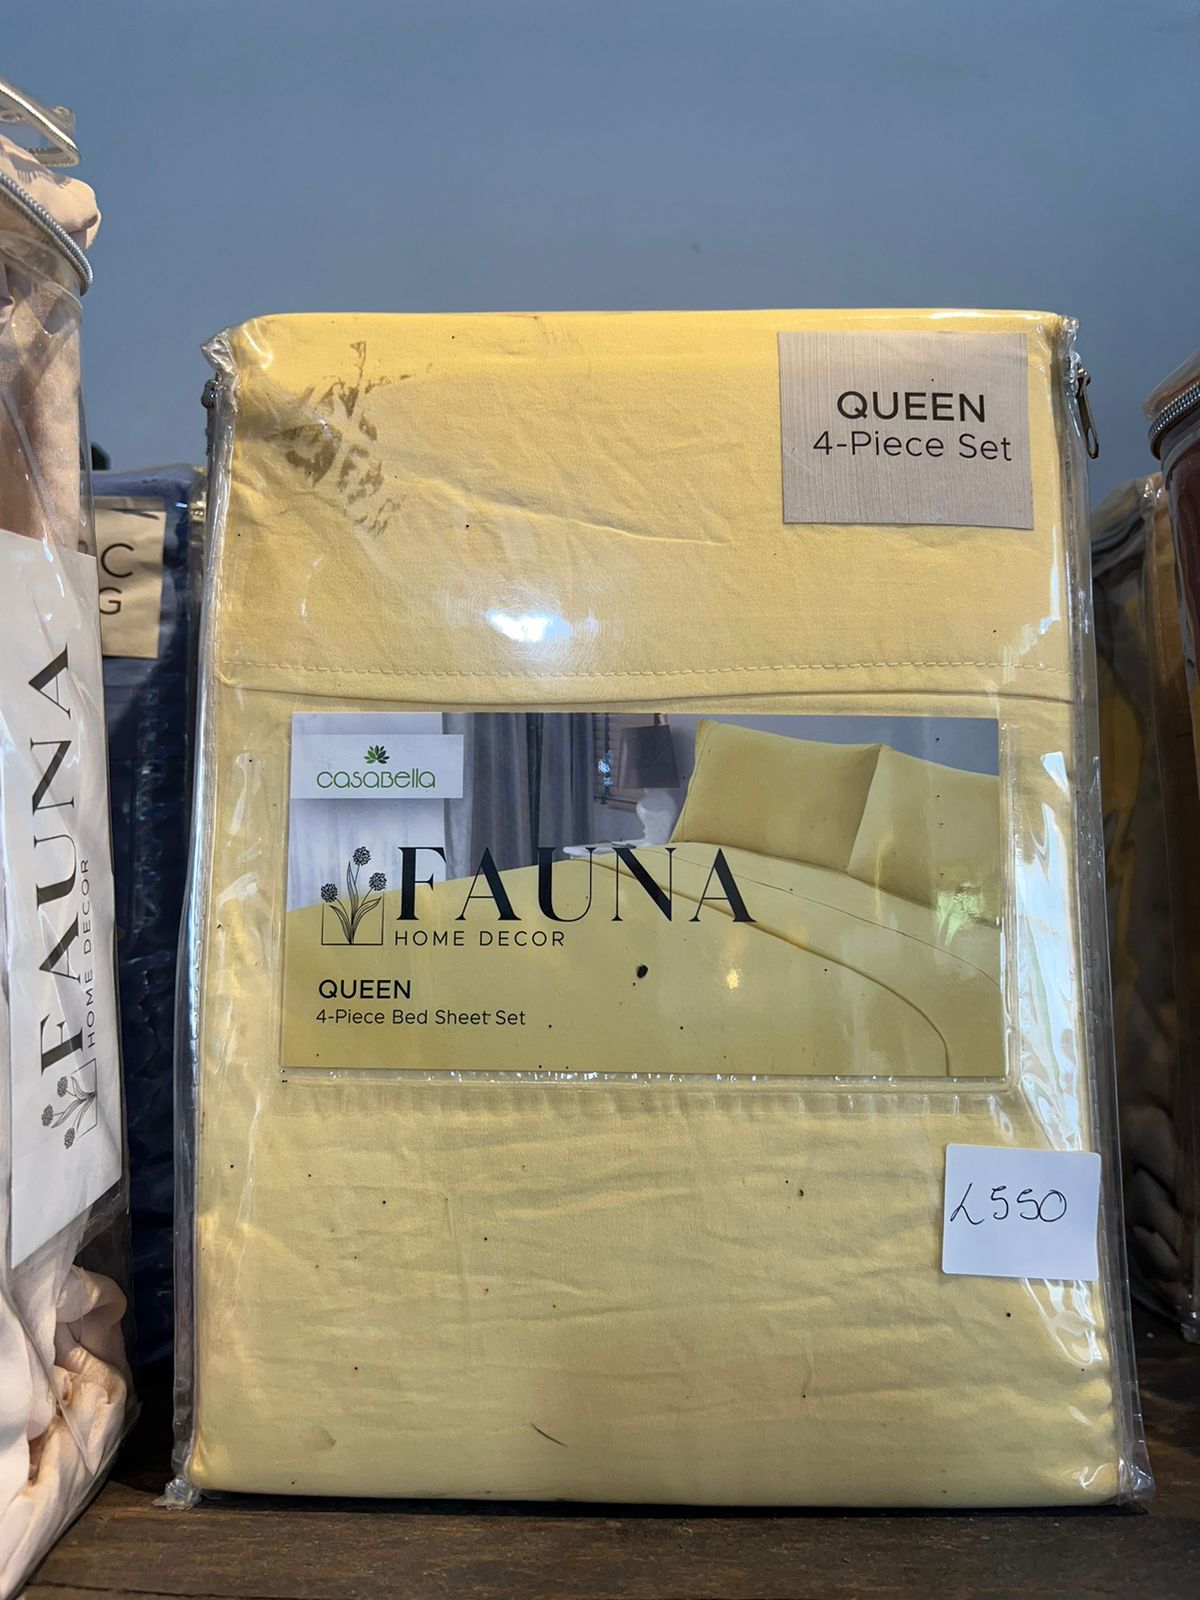 QUEEN
4-Piece Set
casabella
FAUNA
HOME DECOR
QUEEN
4-Piece Bed Sheet Set
L550
FAUNA
HOME DECOR
C
G